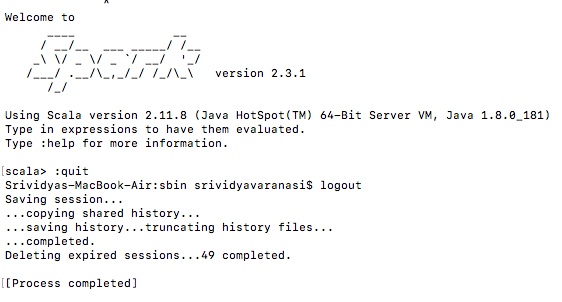 Welcome to
      ____              __
     / __/__  ___ _____/ /__
    _\ \/ _ \/ _ `/ __/  '_/
   /___/ .__/\_,_/_/ /_/\_\   version 2.3.1
      /_/
Using Scala version 2.11.8 (Java HotSpot(TM) 64-Bit Server VM, Java 1.8.0_181)
Type in expressions to have them evaluated.
Type :help for more information.
[scala> :quit
Srividyas-MacBook-Air:sbin srividyavaranasi$ logout
Saving session...
...copying shared history...
...saving history...truncating history files...
...completed.
Deleting expired sessions...49 completed.
[[Process completed]